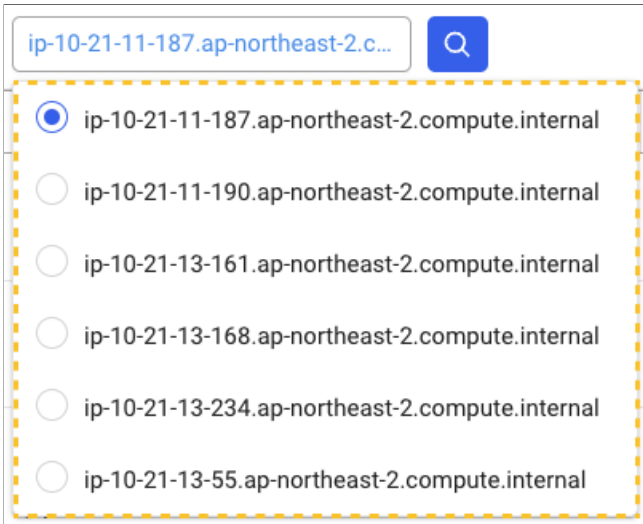 ip-10-21-11-187.ap-northeast-2.c...
ip-10-21-11-187.ap-northeast-2.compute.internal
ip-10-21-11-190.ap-northeast-2.compute.internal
ip-10-21-13-161.ap-northeast-2.compute.internal
ip-10-21-13-168.ap-northeast-2.compute.internal
ip-10-21-13-234.ap-northeast-2.compute.internal
ip-10-21-13-55.ap-northeast-2.compute.internal